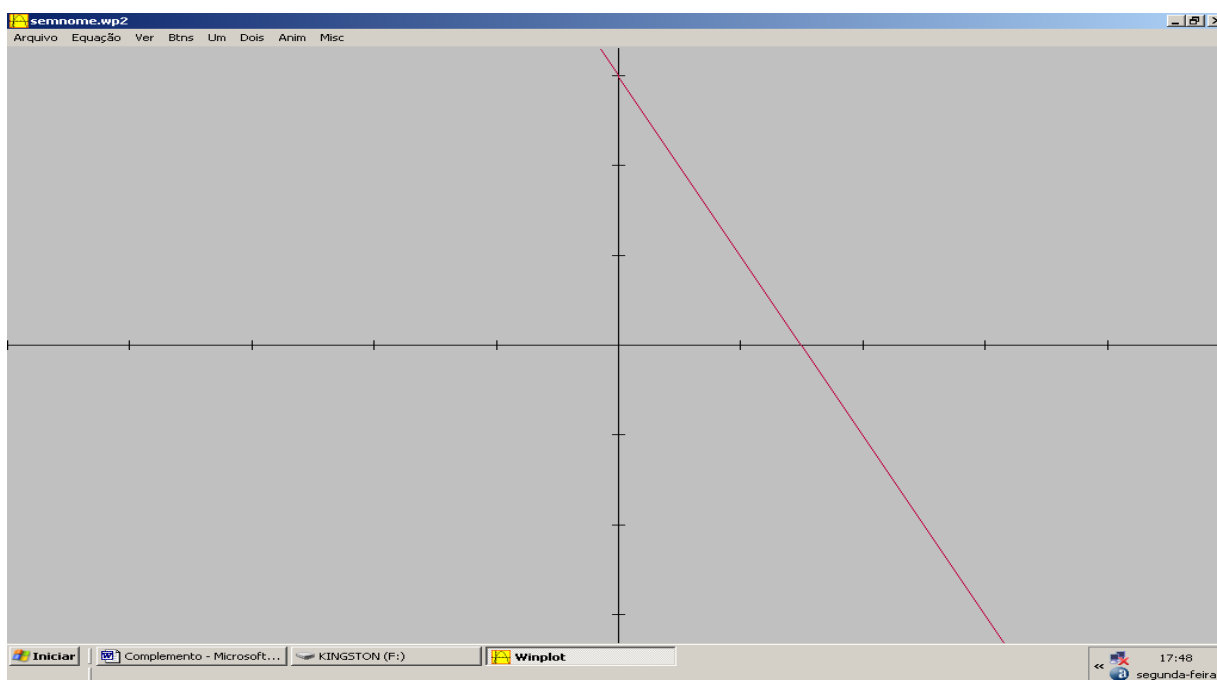 semnome.wp2
Arquivo Equação Ver Btns Um Dois Anim Misc
Iniciar Complemento - Microsoft... KINGSTON (F:) Winplot « 17:48
segunda-feira